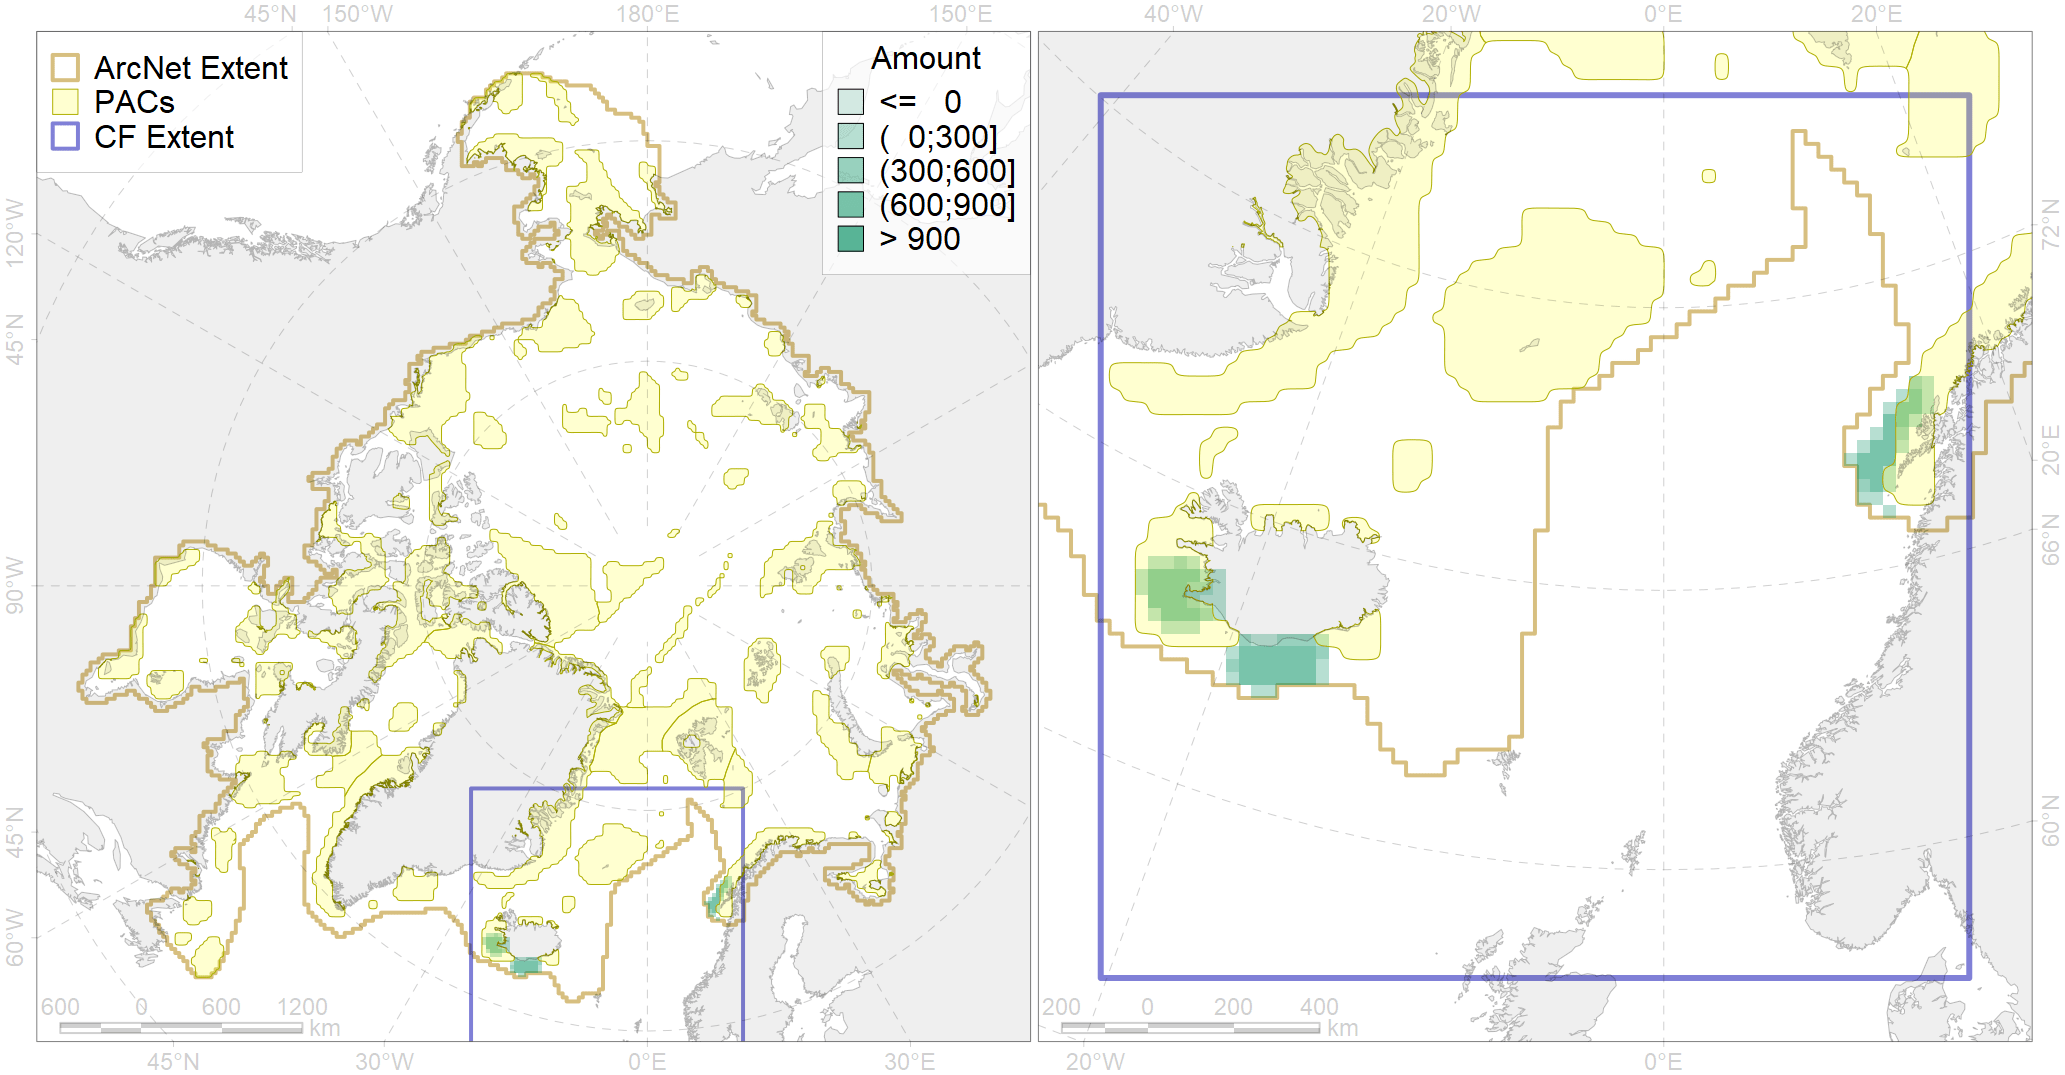 45°N 150°W 180°E 150°E 40°W 20°W 0°E 20°E
ArcNet Extent
PACs
CF Extent
Amount
<= 0
( 0;300]
(300;600]
(600;900]
> 900
120°W
45°N
90°W
45°N
60°W
72°N
20°E
66°N
60°N
600 0 600 1200
km
200 0 200 400
km
45°N 30°W 0°E 30°E 20°W 0°E